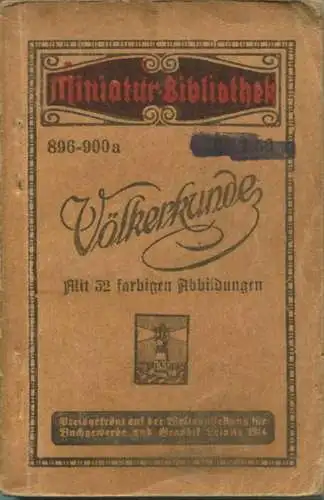 Miniatur-Bibliothek
896-900a
Völkerkunde
Mit 32 farbigen Abbildungen
Preisgekrönt auf der Weltausstellung für
Buchgewerbe und Graphik Leipzig 1914